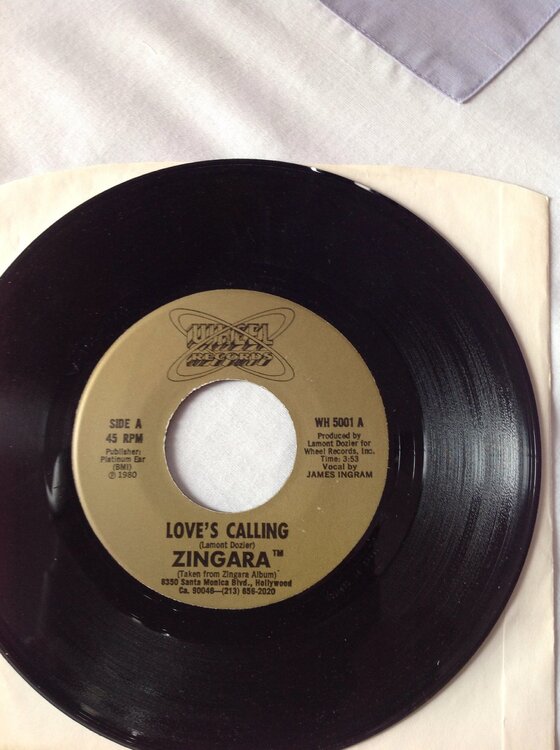 WHEEL
RECORDS
SIDE A
45 RPM
Publisher:
Platinum Ear
(BMI)
℗ 1980
WH 5001 A
Produced by
Lamont Dozier for
Wheel Records, Inc.
Time: 3:53
Vocal by
JAMES INGRAM
LOVE'S CALLING
(Lamont Dozier)
ZINGARA™
(Taken from Zingara Album)
8350 Santa Monica Blvd., Hollywood
Ca. 90046—(213) 656-2020